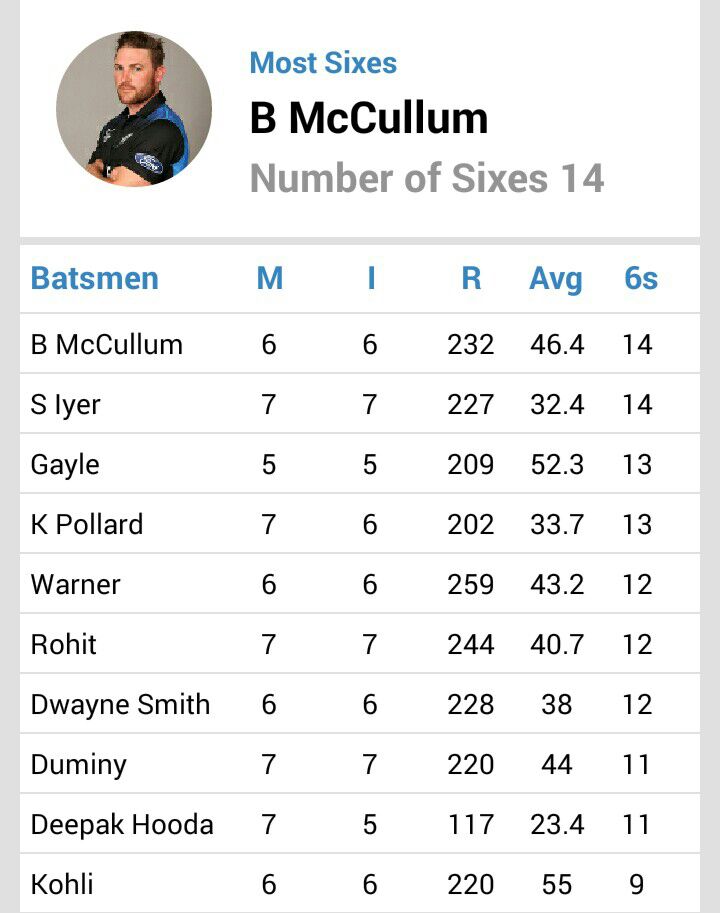 Most Sixes
B McCullum
Number of Sixes 14
Batsmen M I R Avg 6s
B McCullum 6 6 232 46.4 14
S Iyer 7 7 227 32.4 14
Gayle 5 5 209 52.3 13
K Pollard 7 6 202 33.7 13
Warner 6 6 259 43.2 12
Rohit 7 7 244 40.7 12
Dwayne Smith 6 6 228 38 12
Duminy 7 7 220 44 11
Deepak Hooda 7 5 117 23.4 11
Kohli 6 6 220 55 9